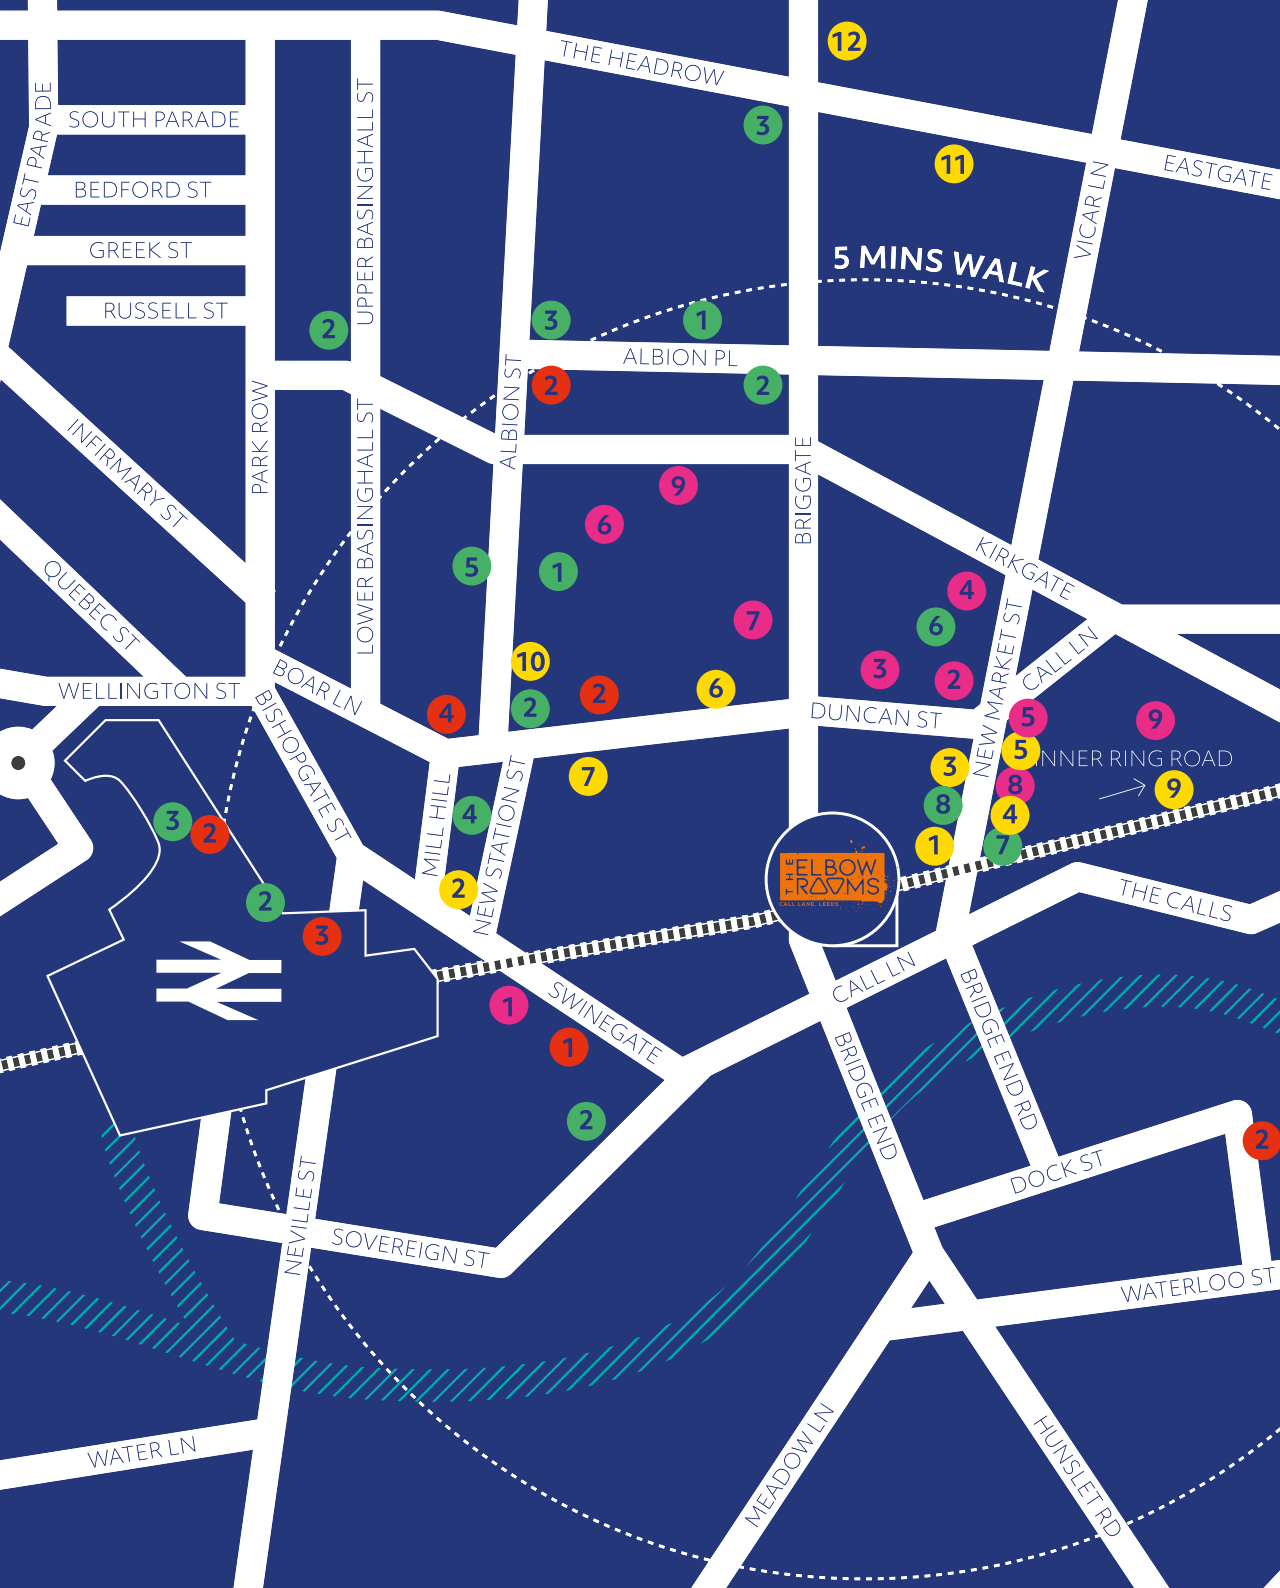 12
THE HEADROW
3
11
EASTGATE
EAST PARADE
SOUTH PARADE
UPPER BASINGHALL ST
VICAR LN
BEDFORD ST
GREEK ST
5 MINS WALK
RUSSELL ST
2
3
1
ALBION PL
ALBION ST
2
2
PARK ROW
LOWER BASINGHALL ST
INFIRMARY ST
BRIGGATE
9
6
KIRKGATE
5
1
4
QUEBEC ST
7
6
NEW MARKET ST
CALL LN
10
3
2
BOAR LN
WELLINGTON ST
2
6
2
4
DUNCAN ST
5
9
BISHOPGATE ST
5
INNER RING ROAD
3
7
8
9
MILL HILL
NEW STATION ST
4
8
4
3
2
1
7
THE
ELBOW
ROOMS
CALL LANE, LEEDS
2
2
THE CALLS
3
CALL LN
1
SWINEGATE
BRIDGE END RD
1
BRIDGE END
2
2
DOCK ST
NEVILLE ST
SOVEREIGN ST
WATERLOO ST
WATER LN
MEADOW LN
HUNSLET RD